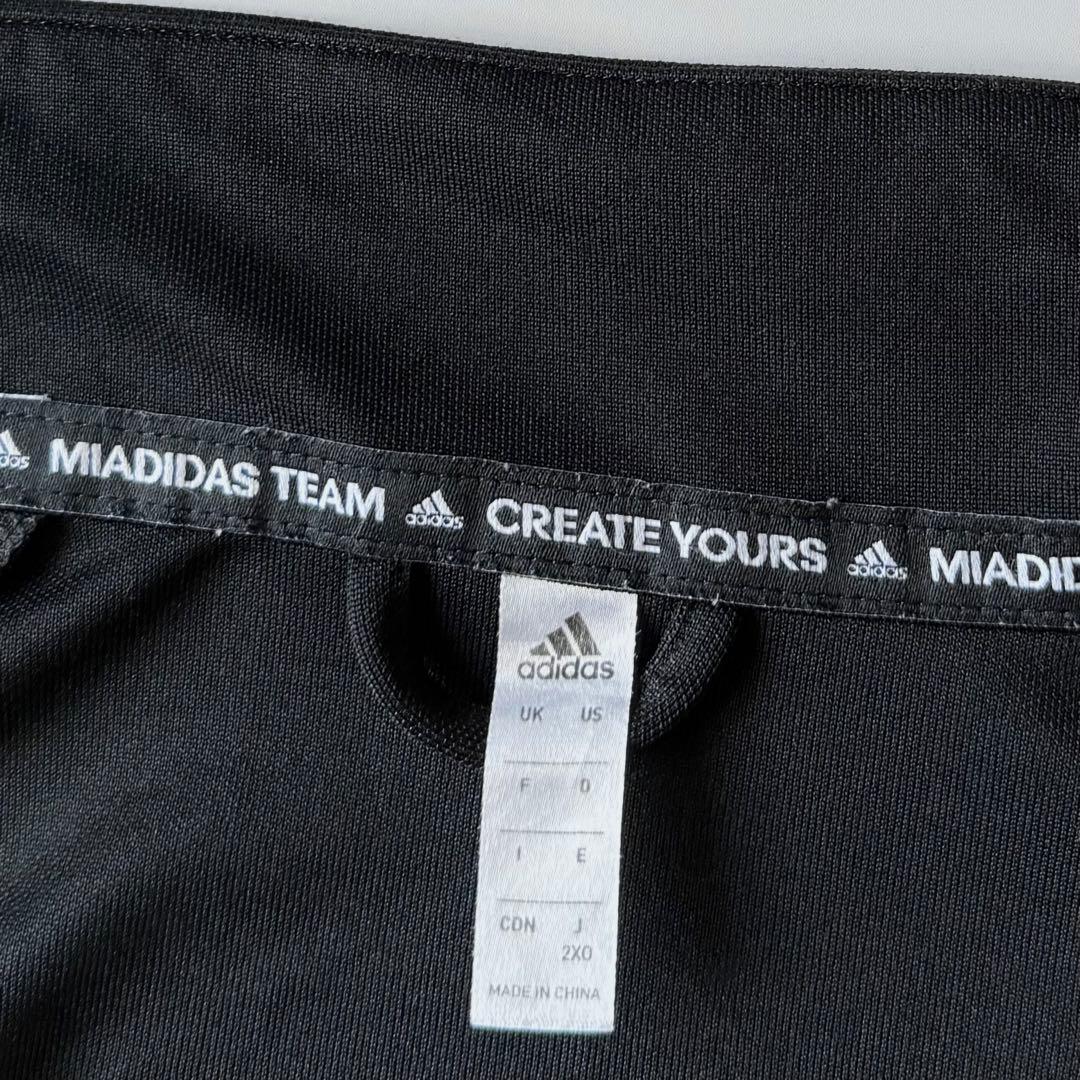 adidas MIADIDAS TEAM adidas CREATE YOURS adidas MIADID
adidas
UK US
F D
I E
CDN J
2XO
MADE IN CHINA